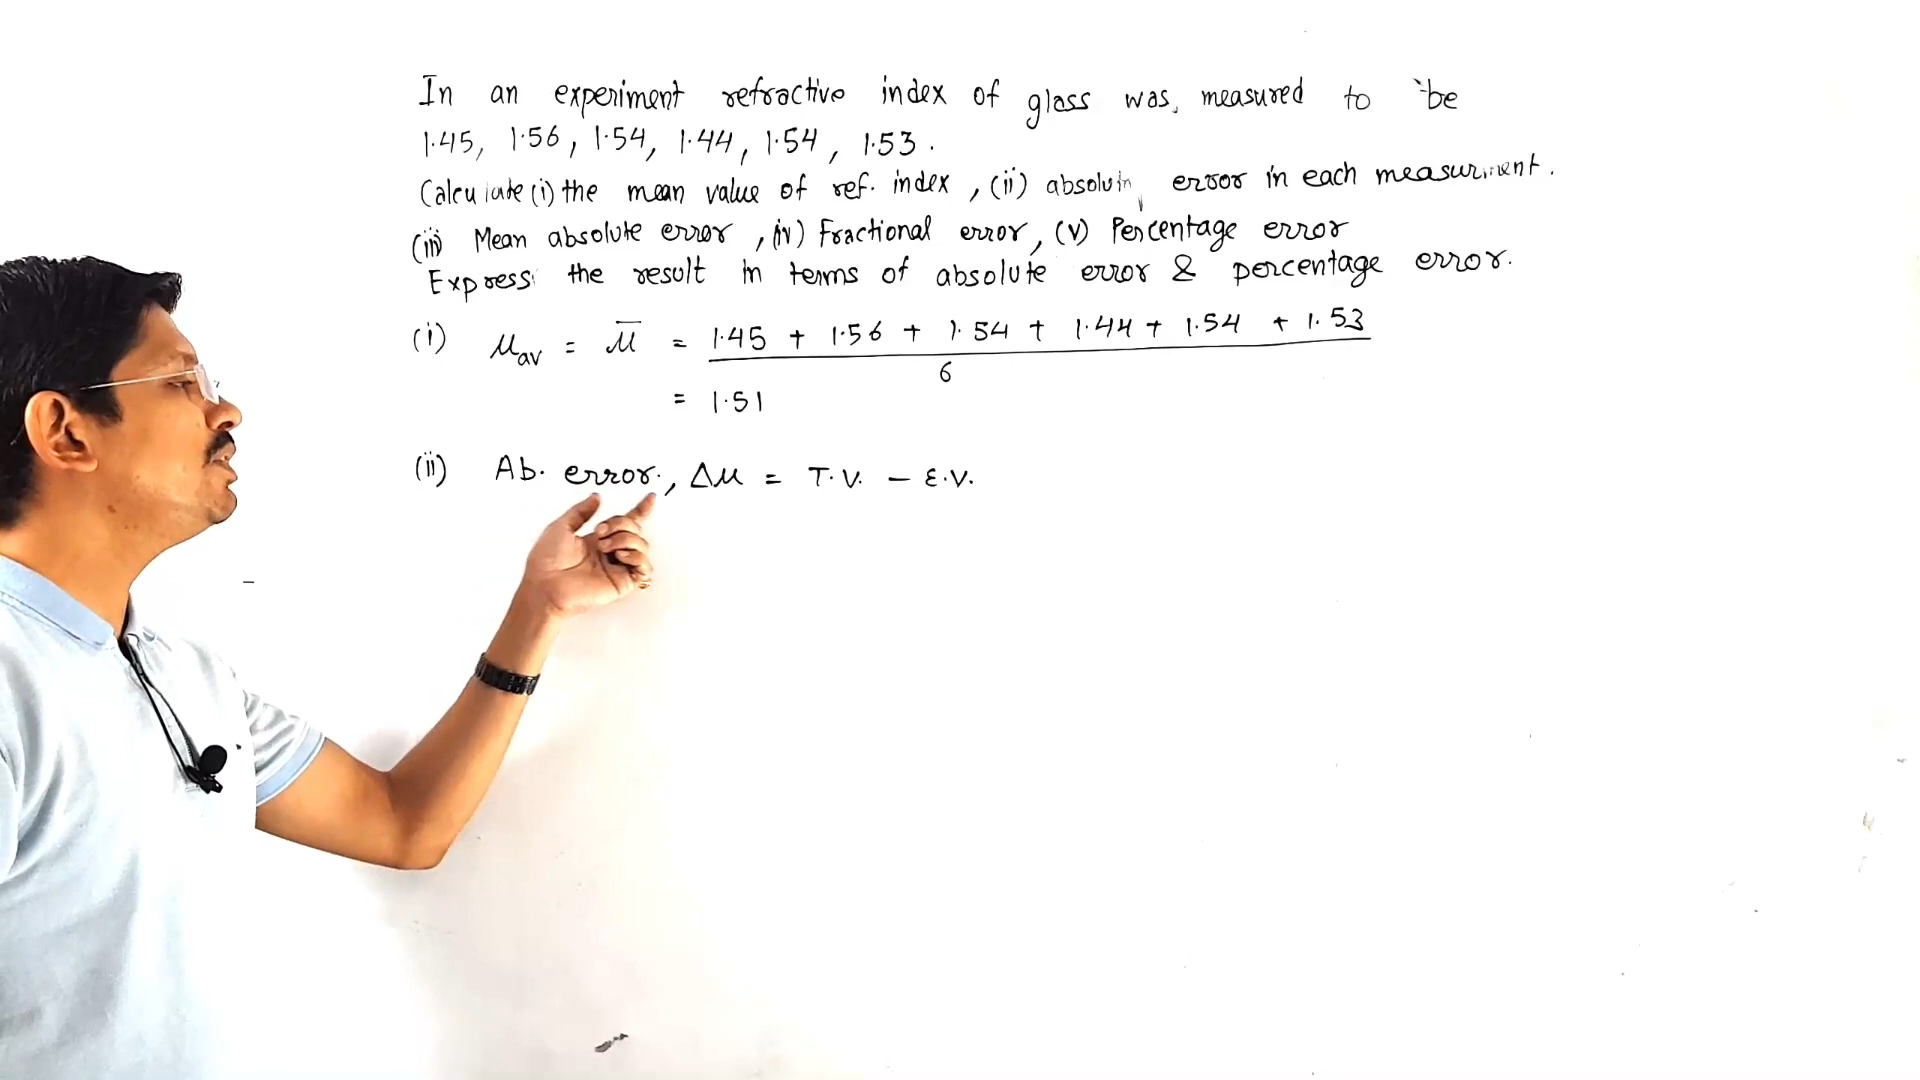 In an experiment refractive index of glass was, measured to be
1.45, 1.56, 1.54, 1.44, 1.54, 1.53.
Calculate (i) the mean value of ref. index, (ii) error in each measurment.
(iii) Mean absolute error, (iv) Fractional error, (v) Percentage error
Express the result in terms of absolute error & percentage error.
(i) μav = μ̅ = 1.45 + 1.56 + 1.54 + 1.44 + 1.54 + 1.53
6
= 1.51
(ii) Ab. error, Δμ = T.V. – E.V.